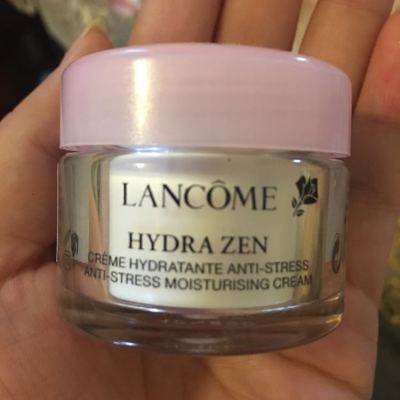 LANCÔME
HYDRA ZEN
CRÈME HYDRATANTE ANTI-STRESS
ANTI-STRESS MOISTURISING CREAM